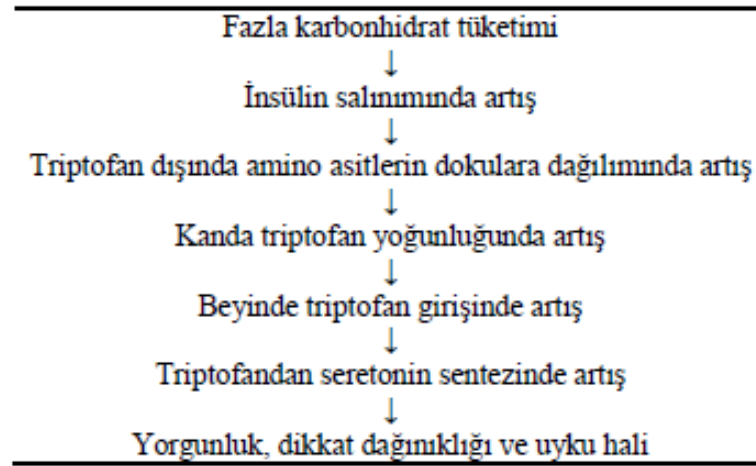 Fazla karbonhidrat tüketimi
↓
İnsülin salınımında artış
↓
Triptofan dışında amino asitlerin dokulara dağılımında artış
↓
Kanda triptofan yoğunluğunda artış
↓
Beyinde triptofan girişinde artış
↓
Triptofandan seretonin sentezinde artış
↓
Yorgunluk, dikkat dağınıklığı ve uyku hali